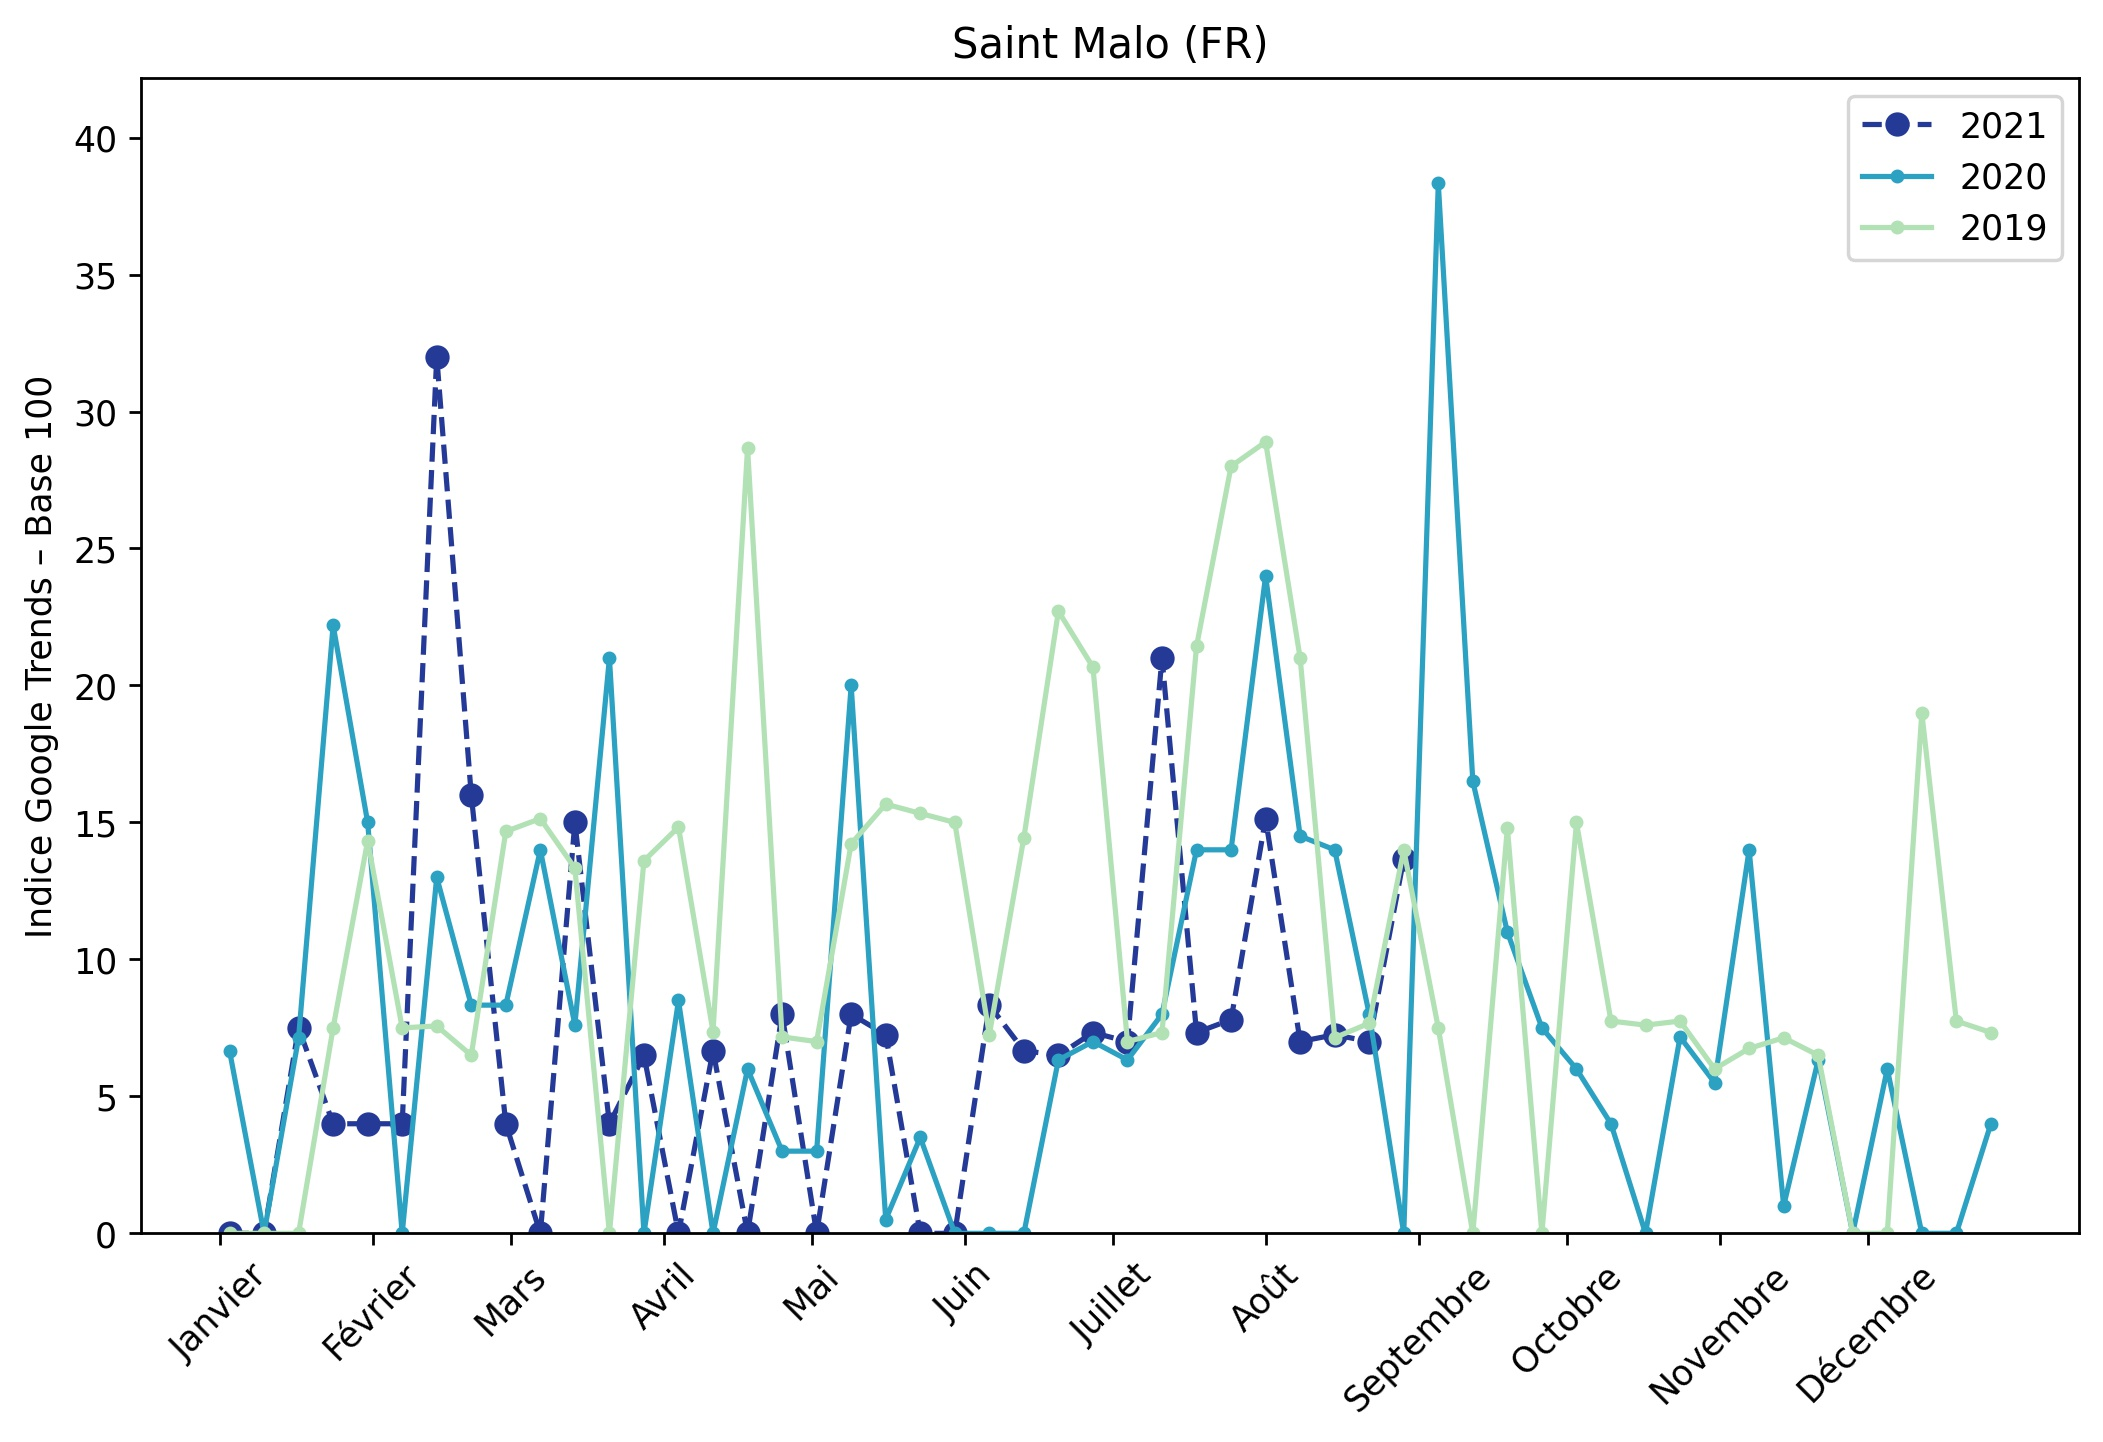 Saint Malo (FR)
2021
2020
2019
Indice Google Trends – Base 100
40
35
30
25
20
15
10
5
0
Janvier
Février
Mars
Avril
Mai
Juin
Juillet
Août
Septembre
Octobre
Novembre
Décembre